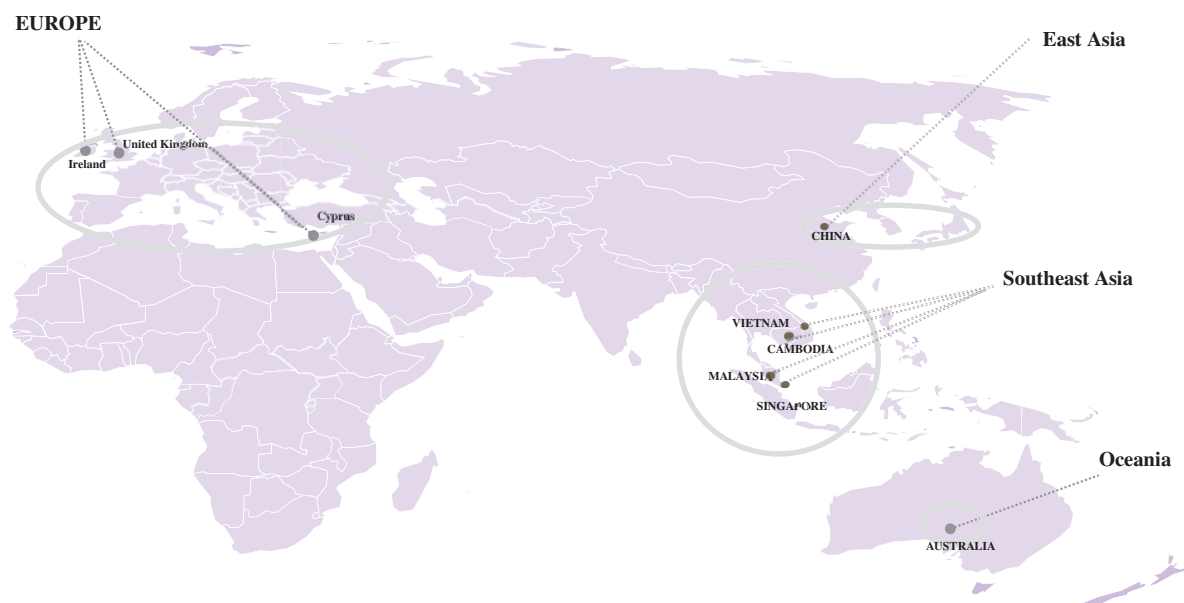 EUROPE
East Asia
United Kingdom
Ireland
Cyprus
CHINA
Southeast Asia
VIETNAM
CAMBODIA
MALAYSIA
SINGAPORE
Oceania
AUSTRALIA